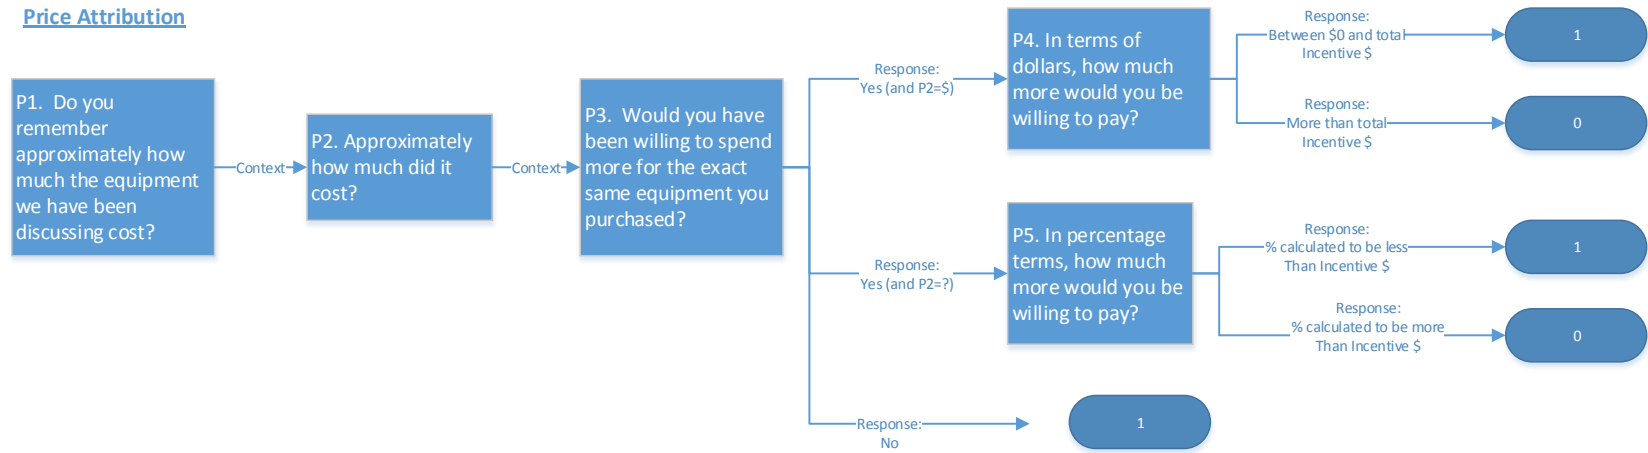 Price Attribution
P1. Do you
remember
approximately how
much the equipment
we have been
discussing cost?
Context
P2. Approximately
how much did it
cost?
Context
P3. Would you have
been willing to spend
more for the exact
same equipment you
purchased?
Response:
Yes (and P2=$)
P4. In terms of
dollars, how much
more would you be
willing to pay?
Response:
Between $0 and total
Incentive $
1
Response:
More than total
Incentive $
0
Response:
Yes (and P2=?)
P5. In percentage
terms, how much
more would you be
willing to pay?
Response:
% calculated to be less
Than Incentive $
1
Response:
% calculated to be more
Than Incentive $
0
Response:
No
1